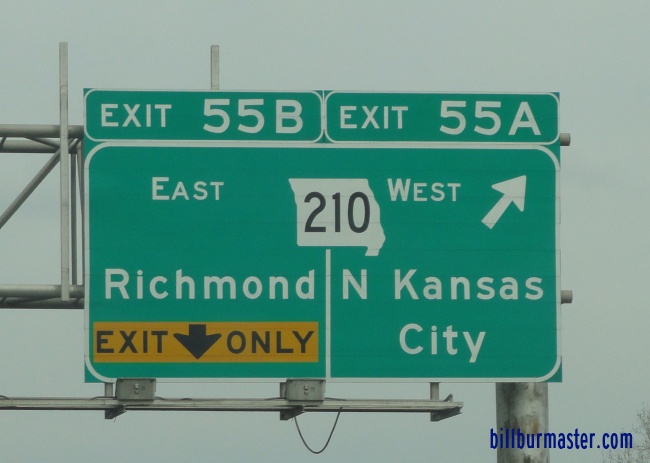 EXIT 55B
EXIT 55A
EAST
210
WEST
Richmond
N Kansas
City
EXIT ONLY
billburmaster.com